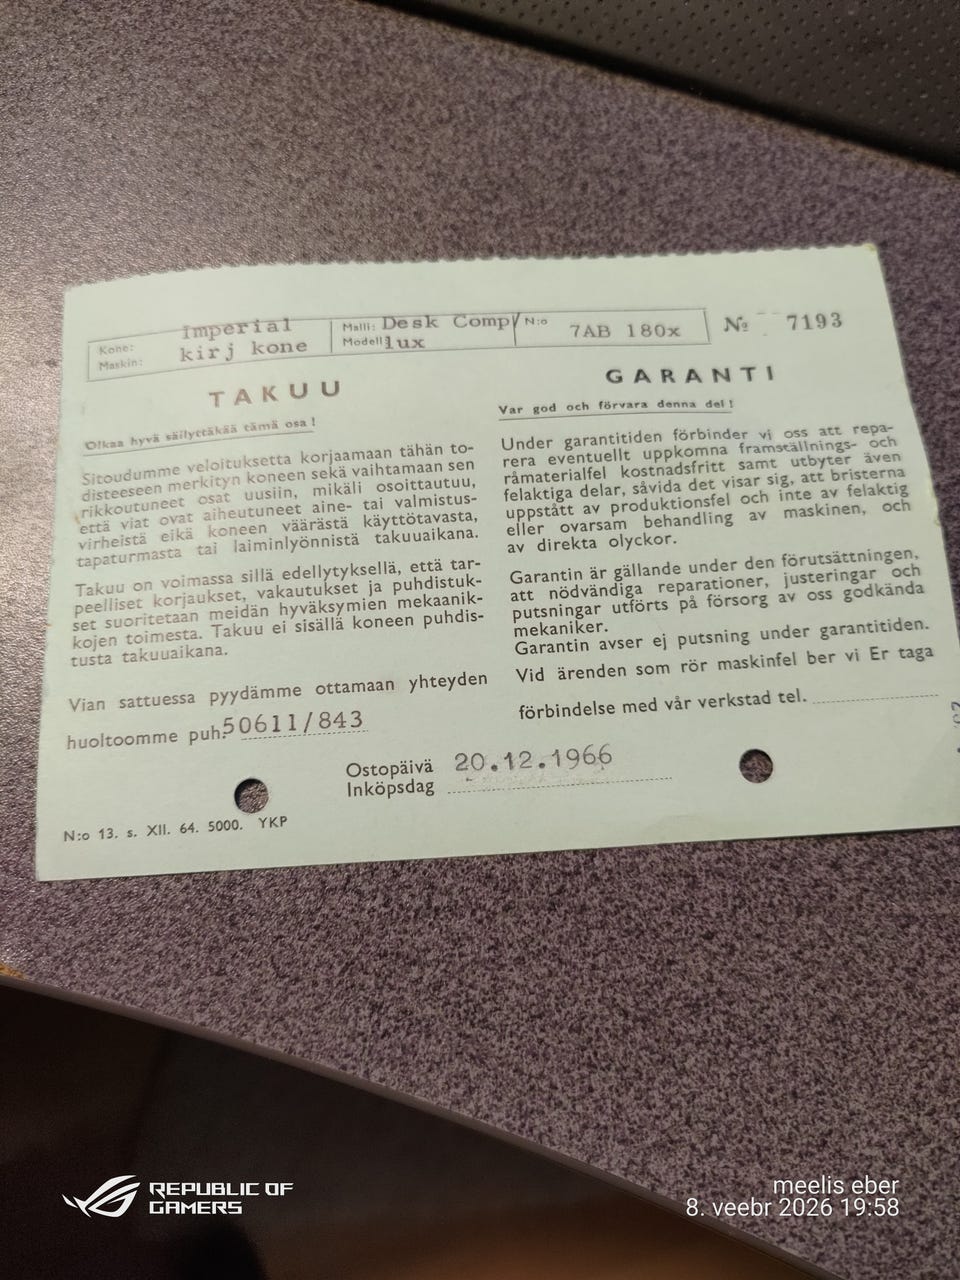 Kone: Imperial
Maskin: kirj kone
Malli: Desk Comp/
Modell: lux
N:o 7AB 180x
№ 7193
TAKUU
Olkaa hyvä säilyttäkää tämä osa!
Sitoudumme veloituksetta korjaamaan tähän to-
disteeseen merkityn koneen sekä vaihtamaan sen
rikkoutuneet osat uusiin, mikäli osoittautuu,
että viat ovat aiheutuneet aine- tai valmistus-
virheistä eikä koneen väärästä käyttötavasta,
tapaturmasta tai laiminlyönnistä takuuaikana.
Takuu on voimassa sillä edellytyksellä, että tar-
peelliset korjaukset, vakautukset ja puhdistuk-
set suoritetaan meidän hyväksymien mekaanik-
kojen toimesta. Takuu ei sisällä koneen puhdis-
tusta takuuaikana.
Vian sattuessa pyydämme ottamaan yhteyden
huoltoomme puh. 50611/843
GARANTI
Var god och förvara denna del!
Under garantitiden förbinder vi oss att repa-
rera eventuellt uppkomna framställnings- och
råmaterialfel kostnadsfritt samt utbyter även
felaktiga delar, såvida det visar sig, att bristerna
uppstått av produktionsfel och inte av felaktig
eller ovarsam behandling av maskinen, och
av direkta olyckor.
Garantin är gällande under den förutsättningen,
att nödvändiga reparationer, justeringar och
putsningar utförts på försorg av oss godkända
mekaniker.
Garantin avser ej putsning under garantitiden.
Vid ärenden som rör maskinfel ber vi Er taga
förbindelse med vår verkstad tel.
Ostopäivä 20.12.1966
Inköpsdag
N:o 13. s. XII. 64. 5000. YKP
REPUBLIC OF
GAMERS
meelis eber
8. veebr 2026 19:58